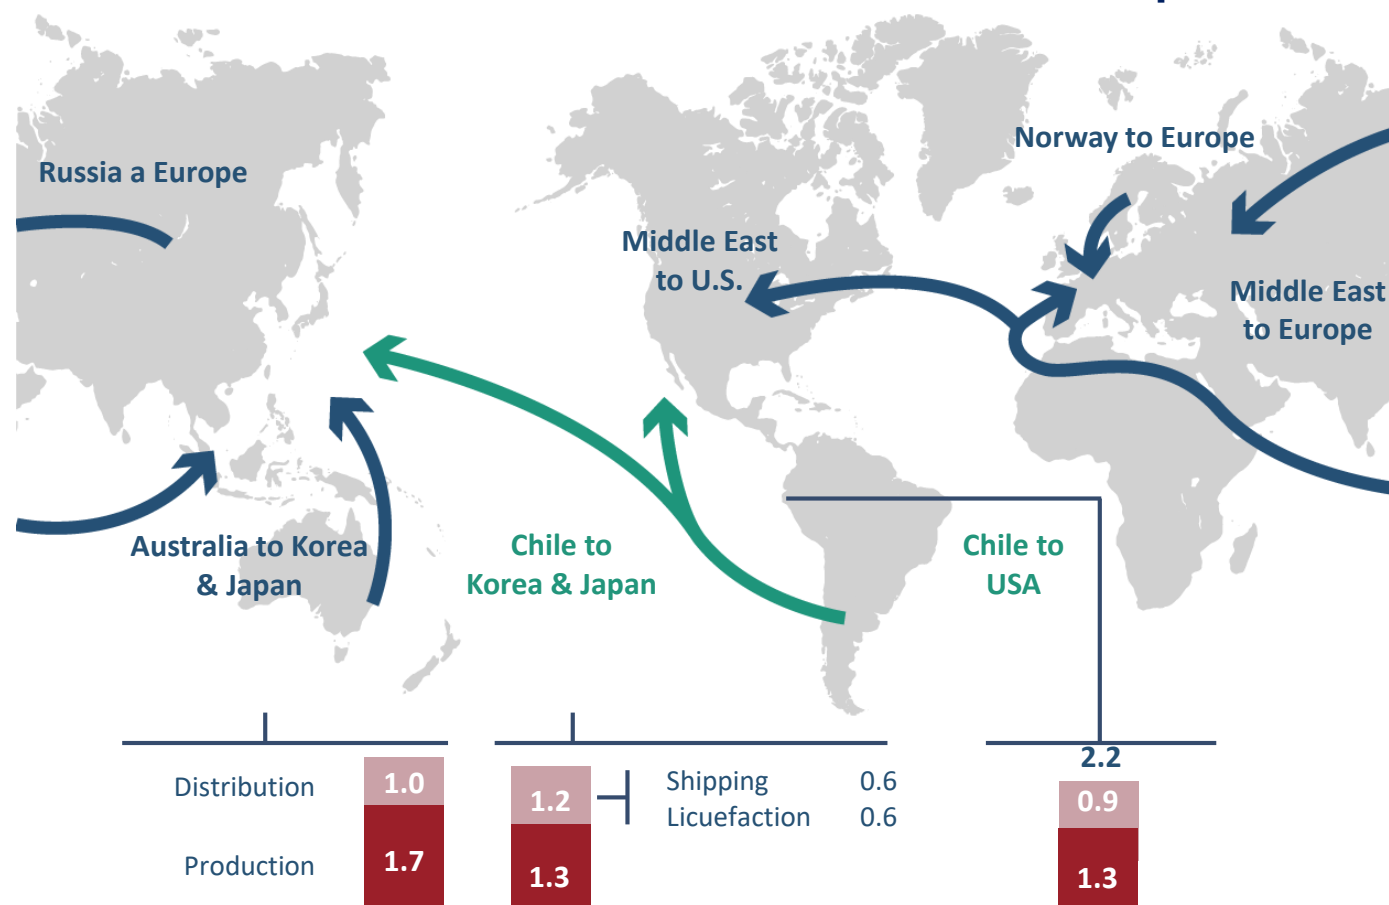 Norway to Europe
Russia a Europe
Middle East
to U.S.
Middle East
to Europe
Australia to Korea
& Japan
Chile to
Korea & Japan
Chile to
USA
2.2
Distribution
1.0
1.2
Shipping
0.6
Licuefaction
0.6
0.9
Production
1.7
1.3
1.3